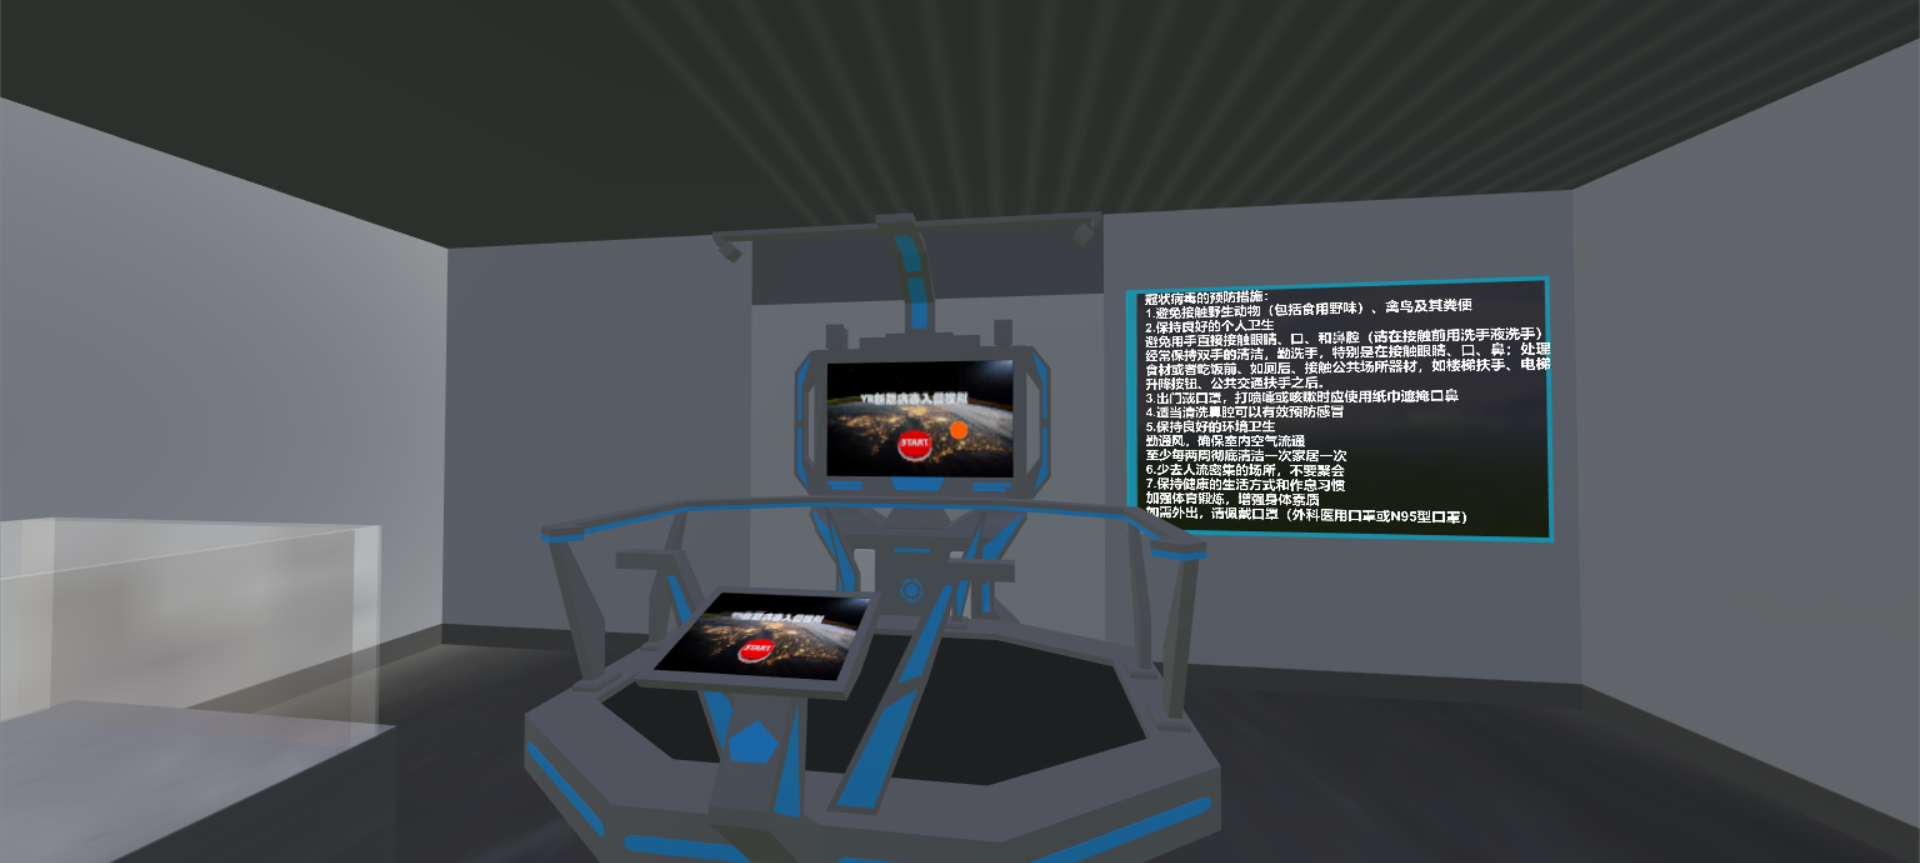 START
START
冠状病毒的预防措施：
1.避免接触野生动物（包括食用野味）、禽鸟及其粪便
2.保持良好的个人卫生
避免用手直接接触眼睛、口、和鼻腔（请在接触前用洗手液洗手）
经常保持双手的清洁，勤洗手，特别是在接触眼睛、口、鼻；处理
食材或者吃饭前、如厕后、接触公共场所器材，如楼梯扶手、电梯
升降按钮、公共交通扶手之后。
3.出门戴口罩，打喷嚏或咳嗽时应使用纸巾遮掩口鼻
4.适当清洗鼻腔可以有效预防感冒
5.保持良好的环境卫生
勤通风，确保室内空气流通
至少每两周彻底清洁一次家居一次
6.少去人流密集的场所，不要聚会
7.保持健康的生活方式和作息习惯
加强体育锻炼，增强身体素质
如需外出，请佩戴口罩（外科医用口罩或N95型口罩）